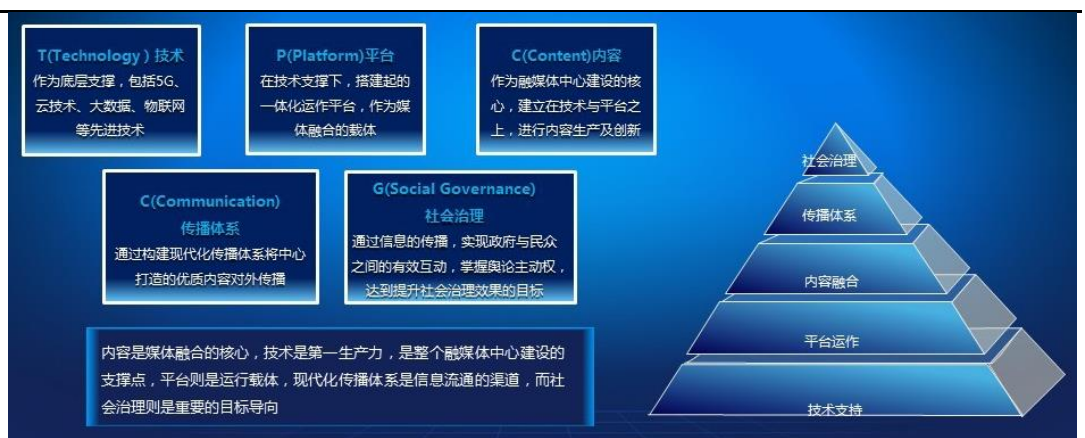 T(Technology ) 技术
作为底层支撑，包括5G、
云技术、大数据、物联网
等先进技术
P(Platform)平台
在技术支撑下，搭建起的
一体化运作平台，作为媒
体融合的载体
C(Content)内容
作为融媒体中心建设的核
心，建立在技术与平台之
上，进行内容生产及创新
C(Communication)
传播体系
通过构建现代化传播体系将中心
打造的优质内容对外传播
G(Social Governance)
社会治理
通过信息的传播，实现政府与民众
之间的有效互动，掌握舆论主动权，
达到提升社会治理效果的目标
内容是媒体融合的核心，技术是第一生产力，是整个融媒体中心建设的
支撑点，平台则是运行载体，现代化传播体系是信息流通的渠道，而社
会治理则是重要的目标导向
社会治理
传播体系
内容融合
平台运作
技术支持